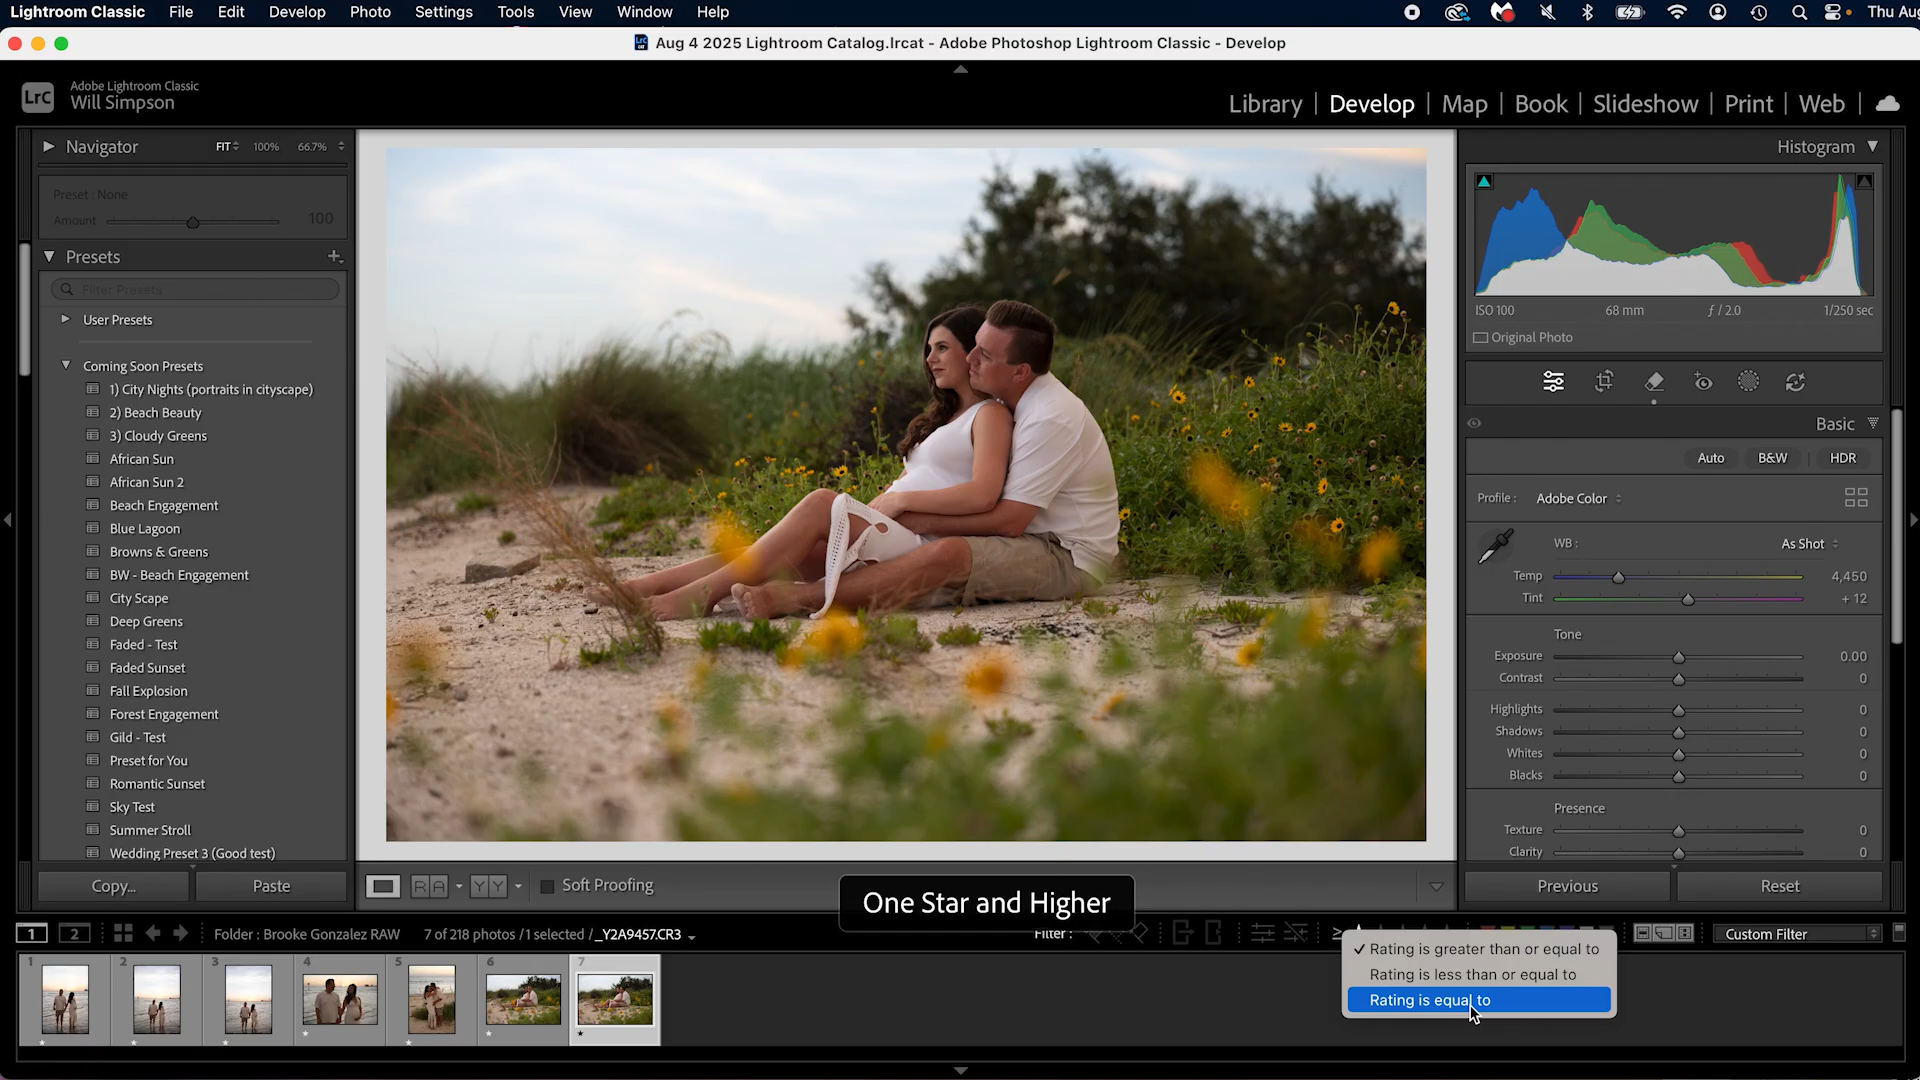 Lightroom Classic File Edit Develop Photo Settings Tools View Window Help Thu Aug
LrC Aug 4 2025 Lightroom Catalog.lrcat - Adobe Photoshop Lightroom Classic - Develop
LrC Adobe Lightroom Classic
Will Simpson
Library | Develop | Map | Book | Slideshow | Print | Web
Navigator FIT 100% 66.7%
Preset : None
Amount 100
Presets
Filter Presets
User Presets
Coming Soon Presets
1) City Nights (portraits in cityscape)
2) Beach Beauty
3) Cloudy Greens
African Sun
African Sun 2
Beach Engagement
Blue Lagoon
Browns & Greens
BW - Beach Engagement
City Scape
Deep Greens
Faded - Test
Faded Sunset
Fall Explosion
Forest Engagement
Gild - Test
Preset for You
Romantic Sunset
Sky Test
Summer Stroll
Wedding Preset 3 (Good test)
Copy... Paste
Histogram
ISO 100 68 mm ƒ / 2.0 1/250 sec
Original Photo
Basic
Auto B&W HDR
Profile : Adobe Color
WB : As Shot
Temp 4,450
Tint + 12
Tone
Exposure 0.00
Contrast 0
Highlights 0
Shadows 0
Whites 0
Blacks 0
Presence
Texture 0
Clarity 0
Previous Reset
RA YY Soft Proofing
One Star and Higher
1 2 Folder : Brooke Gonzalez RAW 7 of 218 photos / 1 selected / _Y2A9457.CR3 Filter : ≥ Custom Filter
✓ Rating is greater than or equal to
Rating is less than or equal to
Rating is equal to
1 2 3 4 5 6 7